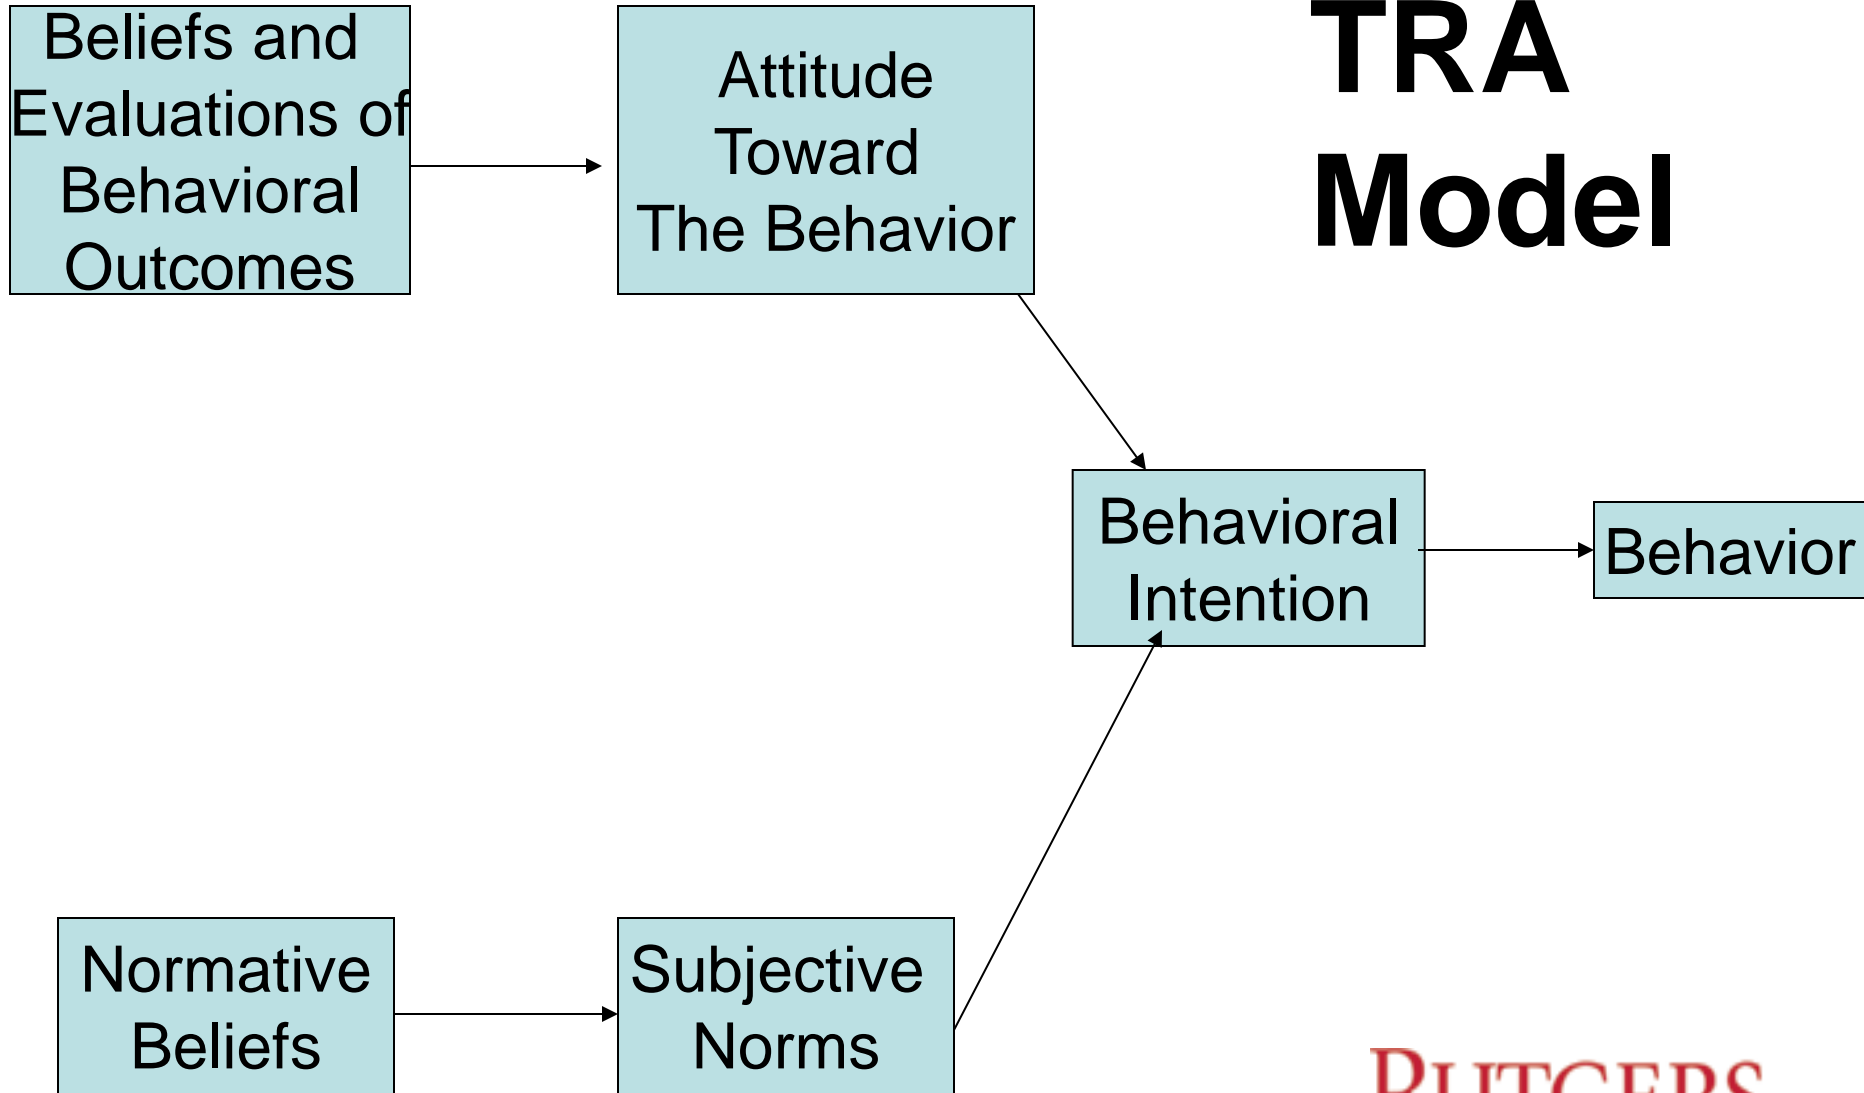 TRA
Model
Beliefs and
Evaluations of
Behavioral
Outcomes
Attitude
Toward
The Behavior
Behavioral
Intention
Behavior
Normative
Beliefs
Subjective
Norms
RUTGERS